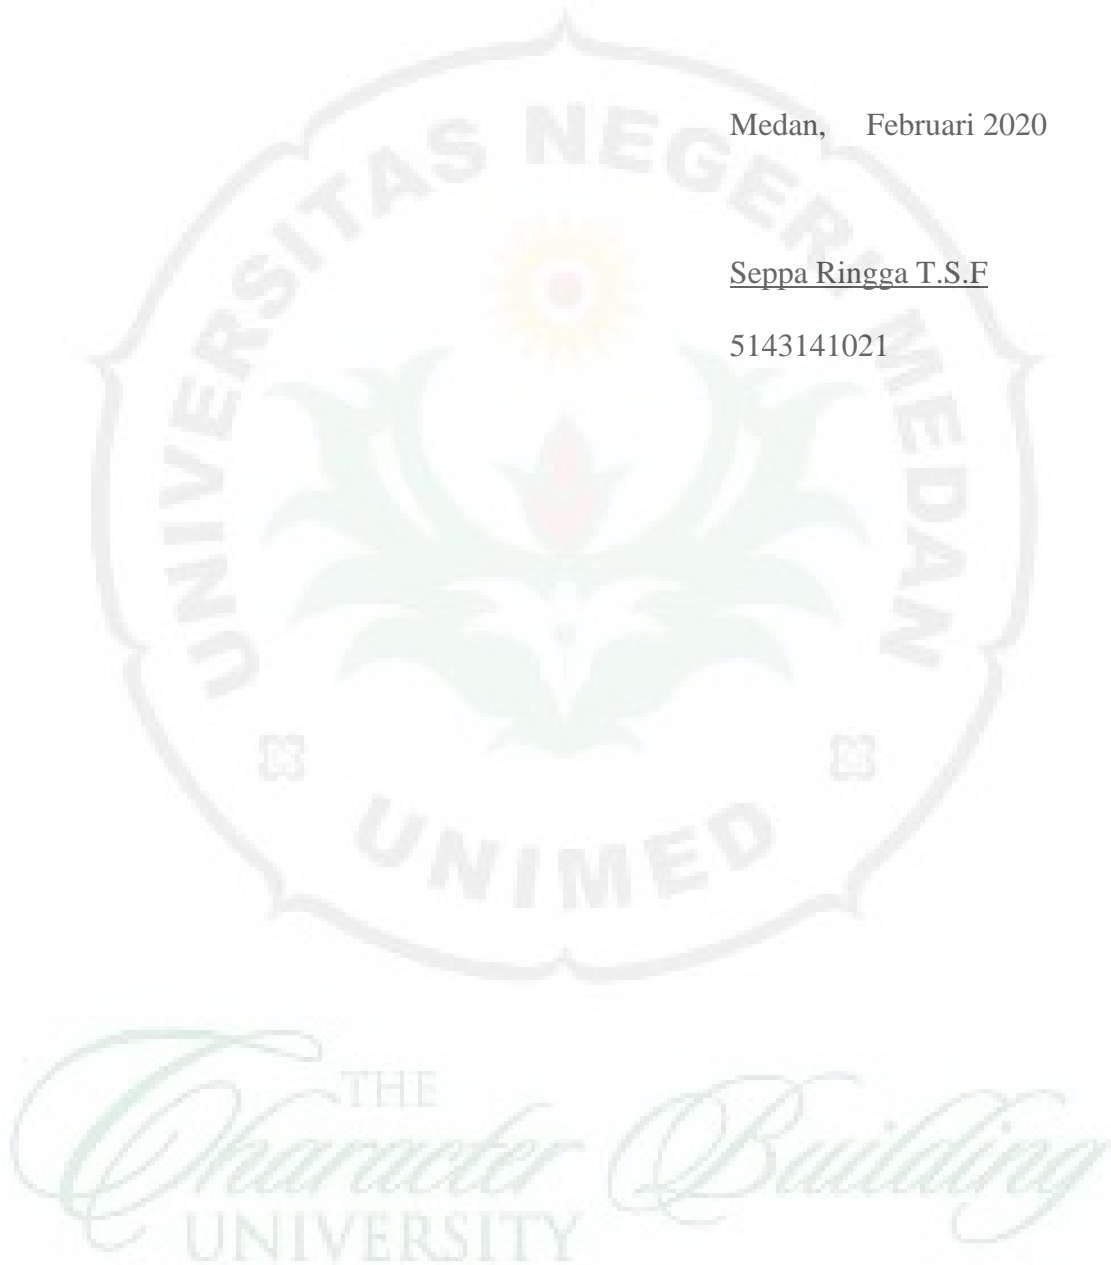 Medan, Februari 2020
Seppa Ringga T.S.F
5143141021
UNIVERSITAS NEGERI MEDAN
UNIMED
THE
Character Building
UNIVERSITY